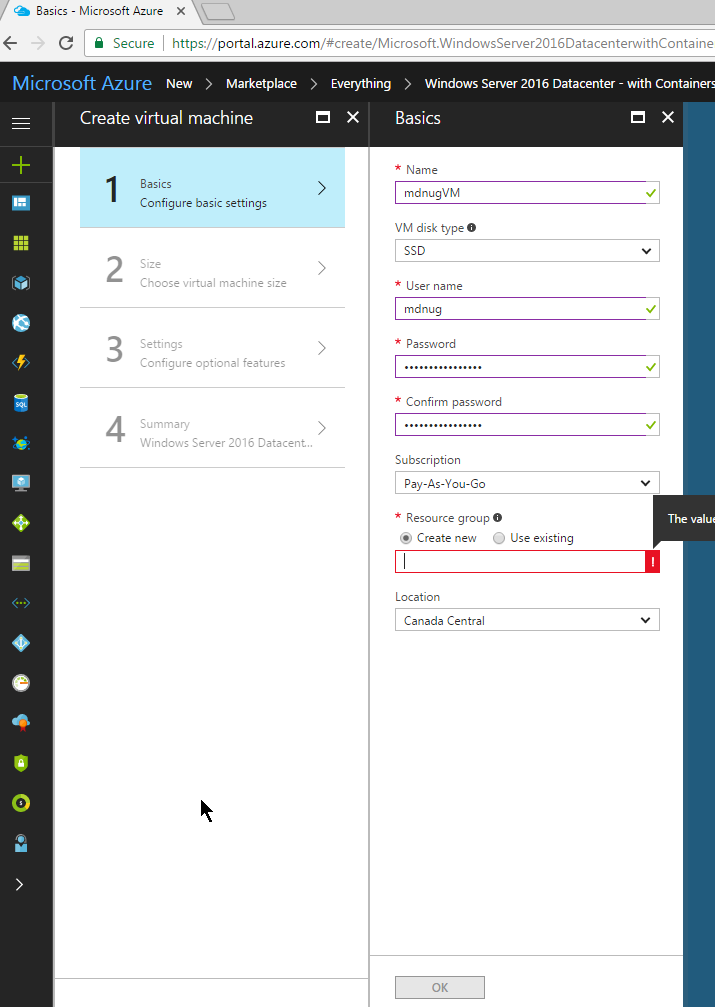 Basics - Microsoft Azure
Secure https://portal.azure.com/#create/Microsoft.WindowsServer2016DatacenterwithContaine
Microsoft Azure New > Marketplace > Everything > Windows Server 2016 Datacenter - with Containers
Create virtual machine
1
Basics
Configure basic settings
2
Size
Choose virtual machine size
3
Settings
Configure optional features
4
Summary
Windows Server 2016 Datacent...
Basics
* Name
mdnugVM
VM disk type
SSD
* User name
mdnug
* Password
••••••••••••••••
* Confirm password
••••••••••••••••
Subscription
Pay-As-You-Go
* Resource group
Create new Use existing
The value
!
Location
Canada Central
OK
SQL